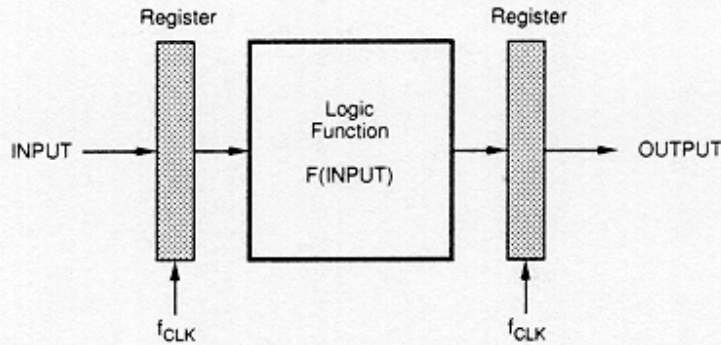 Register
Register
Logic
Function
F(INPUT)
INPUT
OUTPUT
fCLK
fCLK